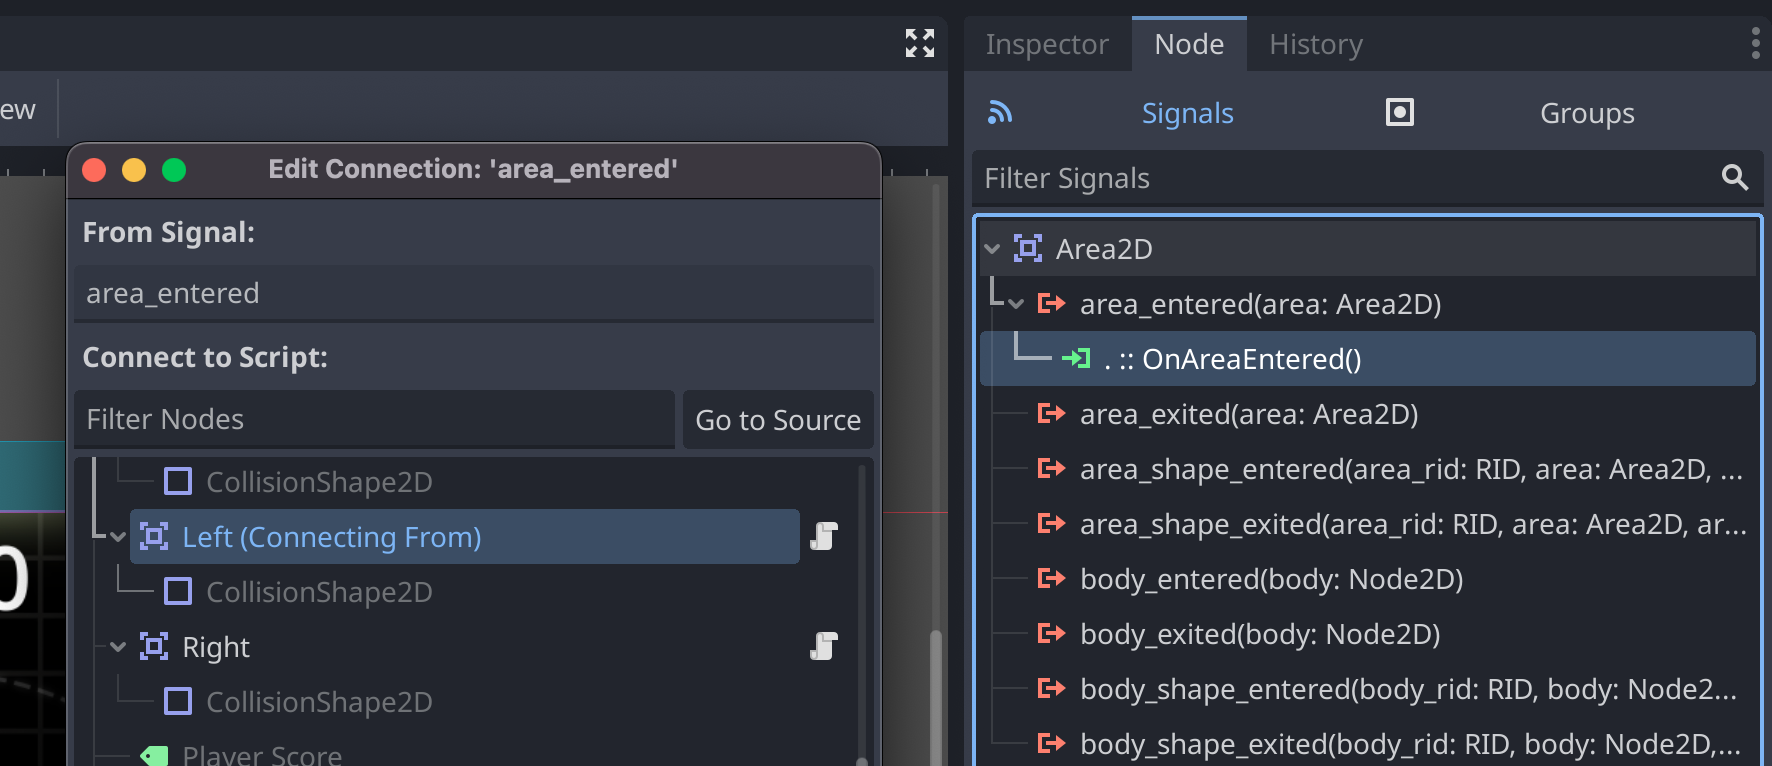 ew
Edit Connection: 'area_entered'
From Signal:
area_entered
Connect to Script:
Filter Nodes
Go to Source
CollisionShape2D
Left (Connecting From)
CollisionShape2D
Right
CollisionShape2D
Player Score
0
Inspector
Node
History
Signals
Groups
Filter Signals
Area2D
area_entered(area: Area2D)
. :: OnAreaEntered()
area_exited(area: Area2D)
area_shape_entered(area_rid: RID, area: Area2D, ...
area_shape_exited(area_rid: RID, area: Area2D, ar...
body_entered(body: Node2D)
body_exited(body: Node2D)
body_shape_entered(body_rid: RID, body: Node2...
body_shape_exited(body_rid: RID, body: Node2D,...